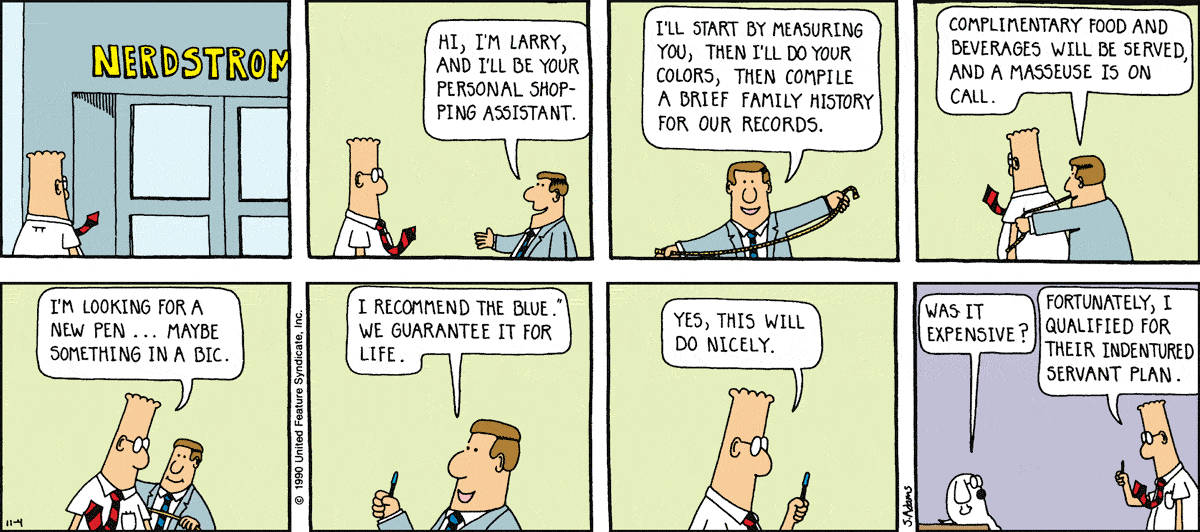 NERDSTROM
HI, I'M LARRY,
AND I'LL BE YOUR
PERSONAL SHOP-
PING ASSISTANT.
I'LL START BY MEASURING
YOU, THEN I'LL DO YOUR
COLORS, THEN COMPILE
A BRIEF FAMILY HISTORY
FOR OUR RECORDS.
COMPLIMENTARY FOOD AND
BEVERAGES WILL BE SERVED,
AND A MASSEUSE IS ON
CALL.
I'M LOOKING FOR A
NEW PEN ... MAYBE
SOMETHING IN A BIC.
11-4
© 1990 United Feature Syndicate, Inc.
I RECOMMEND THE BLUE."
WE GUARANTEE IT FOR
LIFE.
YES, THIS WILL
DO NICELY.
S.Adams
WAS IT
EXPENSIVE?
FORTUNATELY, I
QUALIFIED FOR
THEIR INDENTURED
SERVANT PLAN.